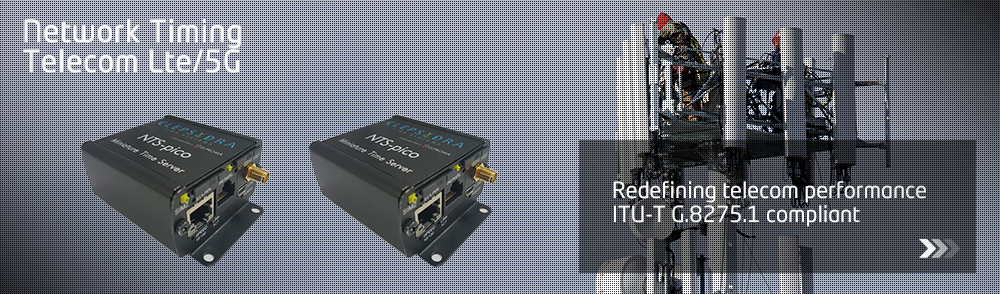 Network Timing
Telecom Lte/5G
NTS-pico
Miniature Time Server
NTS-pico
Miniature Time Server
Redefining telecom performance
ITU-T G.8275.1 compliant